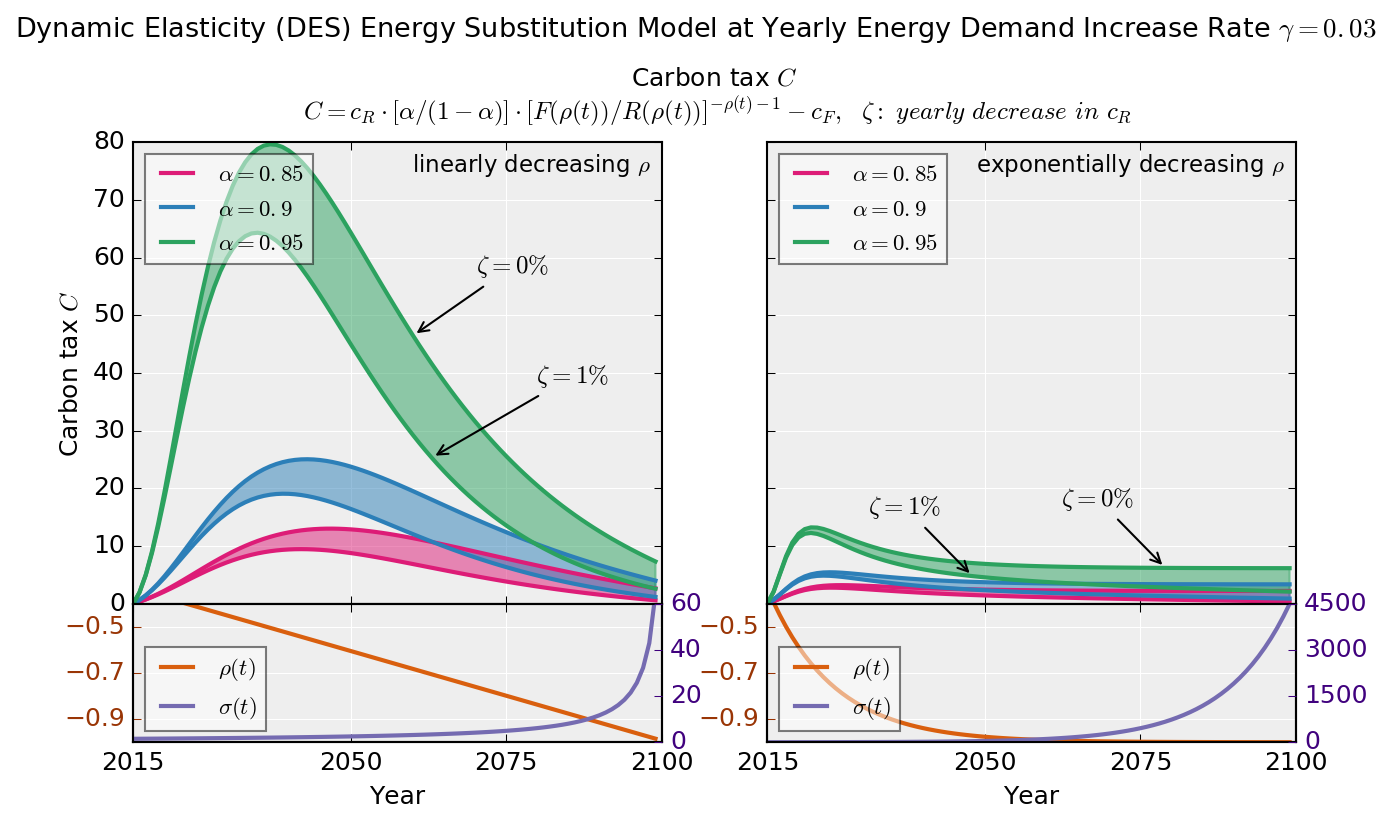 Dynamic Elasticity (DES) Energy Substitution Model at Yearly Energy Demand Increase Rate γ = 0.03
Carbon tax C
C = c_R · [α/(1 − α)] · [F(ρ(t))/R(ρ(t))]^{−ρ(t)−1} − c_F,  ζ: yearly decrease in c_R
linearly decreasing ρ
α = 0.85
α = 0.9
α = 0.95
ζ = 0%
ζ = 1%
Carbon tax C
80
70
60
50
40
30
20
10
0
exponentially decreasing ρ
α = 0.85
α = 0.9
α = 0.95
ζ = 1%
ζ = 0%
−0.5
−0.7
−0.9
ρ(t)
σ(t)
60
40
20
0
2015
2050
2075
2100
Year
−0.5
−0.7
−0.9
ρ(t)
σ(t)
4500
3000
1500
0
2015
2050
2075
2100
Year